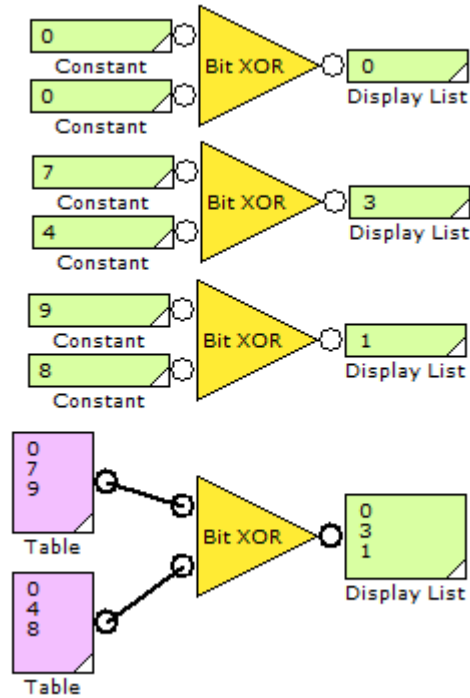 0
Constant
0
Constant
Bit XOR
0
Display List
7
Constant
4
Constant
Bit XOR
3
Display List
9
Constant
8
Constant
Bit XOR
1
Display List
0
7
9
Table
0
4
8
Table
Bit XOR
0
3
1
Display List